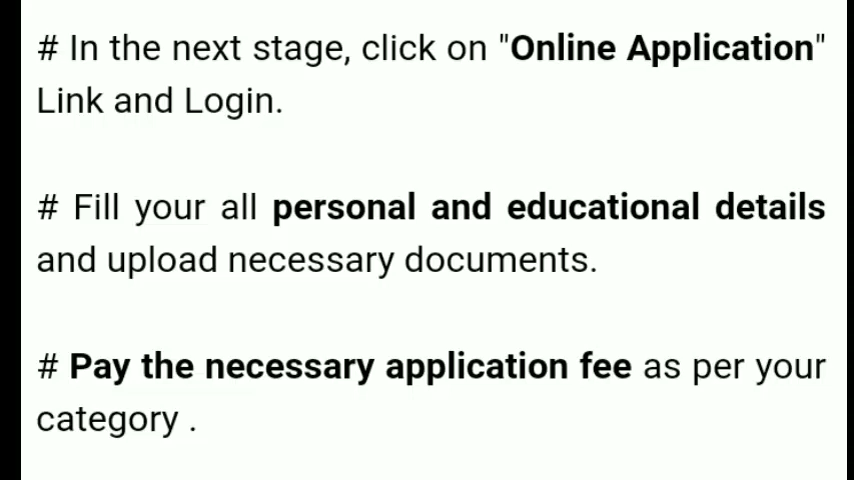 # In the next stage, click on "Online Application"
Link and Login.
# Fill your all personal and educational details
and upload necessary documents.
# Pay the necessary application fee as per your
category .